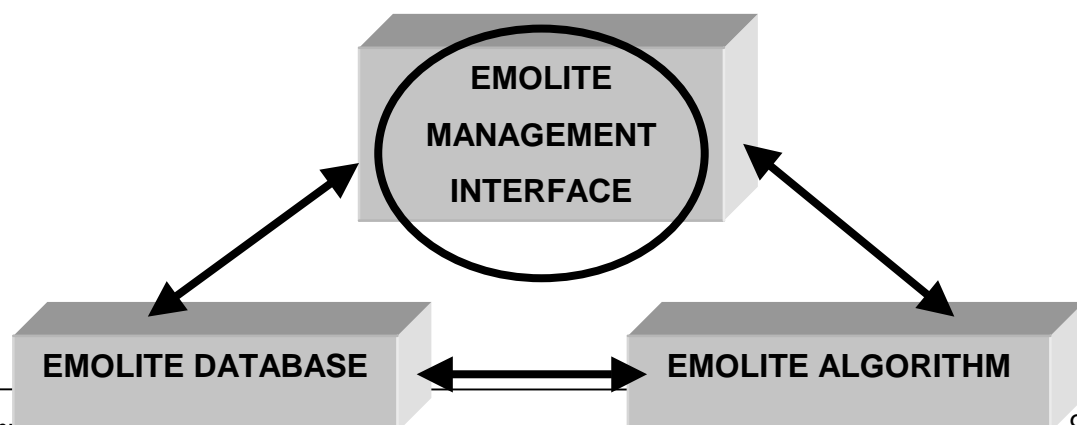 EMOLITE
MANAGEMENT
INTERFACE
EMOLITE DATABASE
EMOLITE ALGORITHM